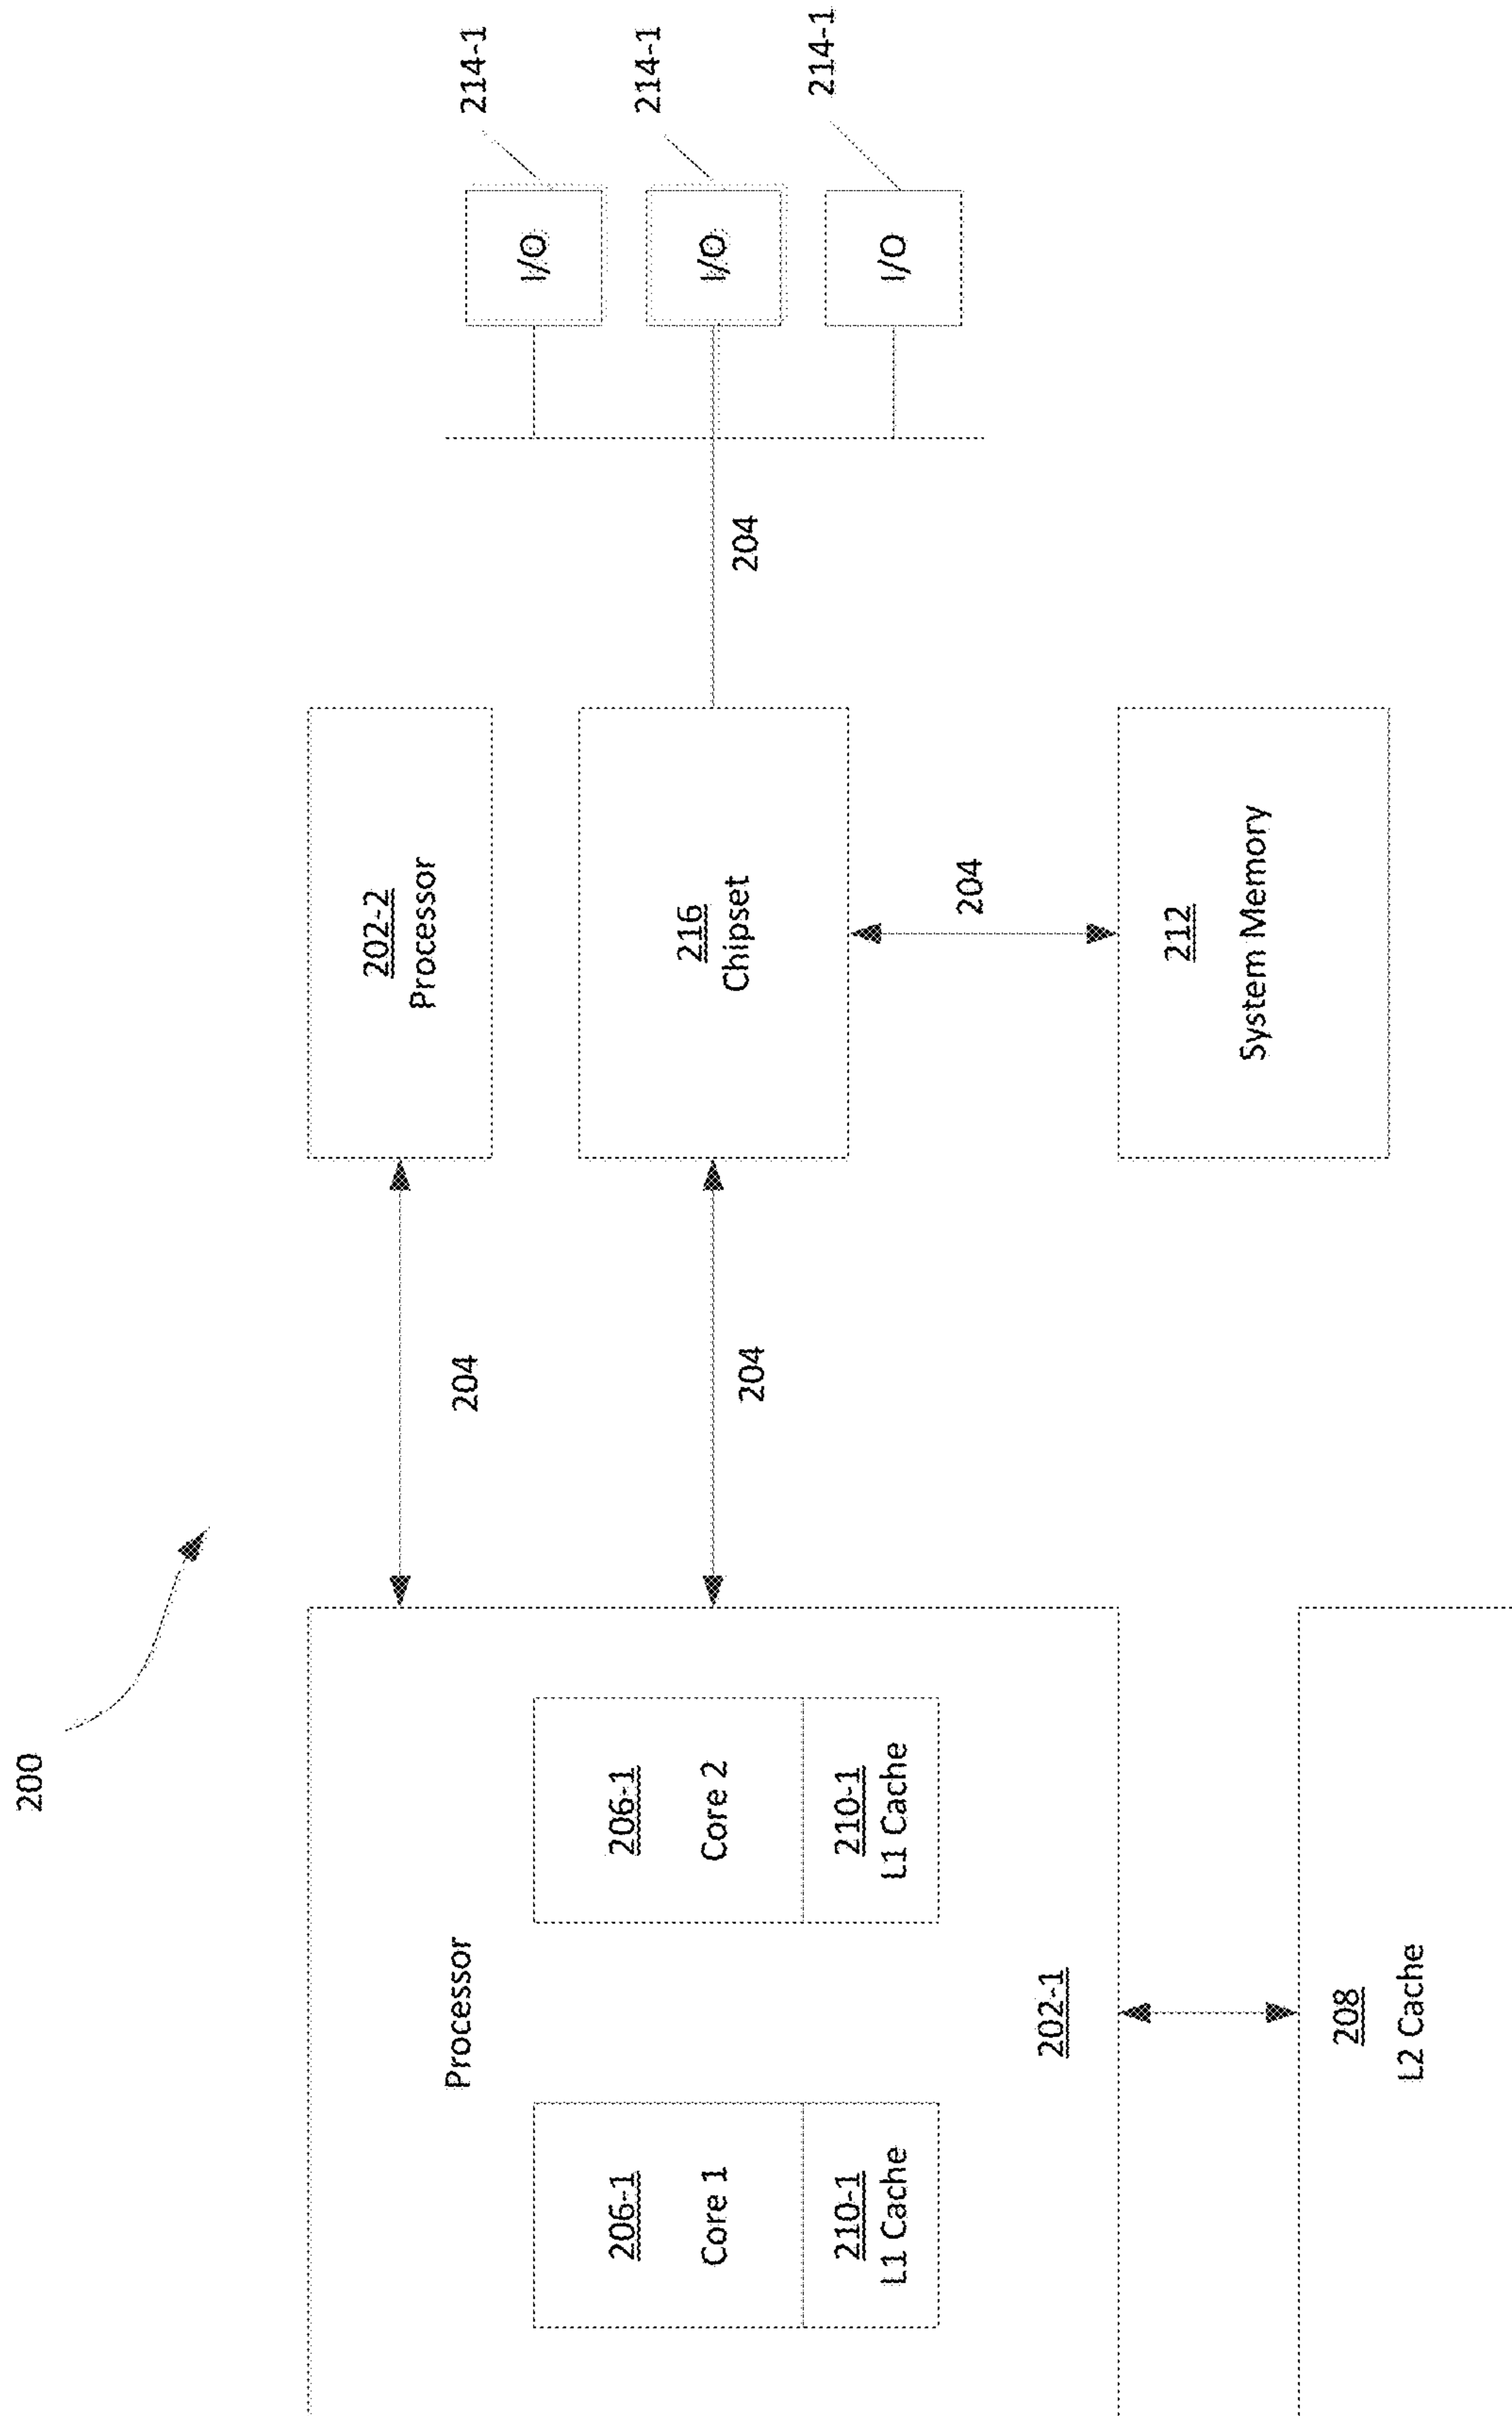 200
Processor
206-1
Core 1
210-1
L1 Cache
206-1
Core 2
210-1
L1 Cache
202-1
208
L2 Cache
204
204
202-2
Processor
216
Chipset
204
212
System Memory
204
I/O
214-1
I/O
214-1
I/O
214-1